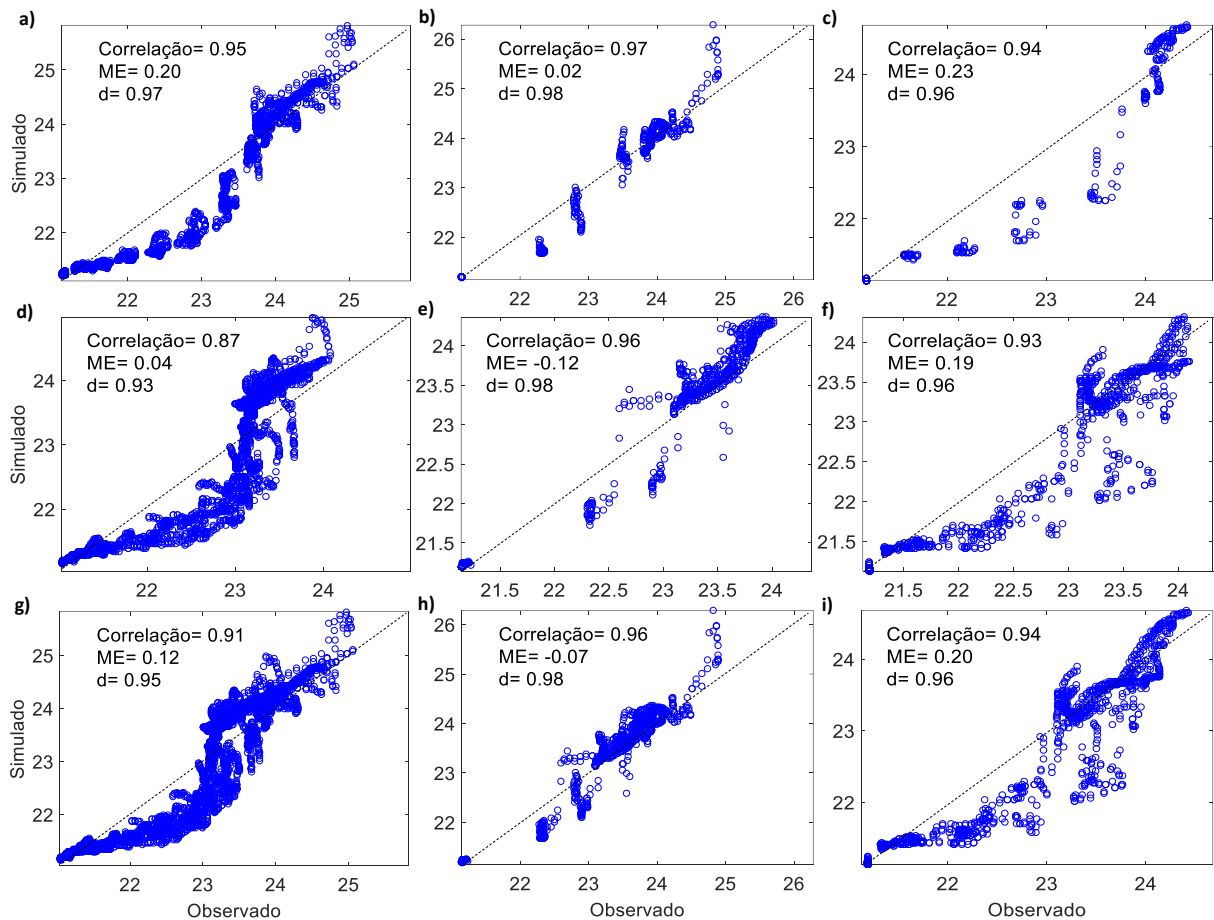 a)
Correlação= 0.95
ME= 0.20
d= 0.97
25
24
23
22
Simulado
22 23 24 25
b)
Correlação= 0.97
ME= 0.02
d= 0.98
26
25
24
23
22
22 23 24 25 26
c)
Correlação= 0.94
ME= 0.23
d= 0.96
24
23
22
22 23 24
d)
Correlação= 0.87
ME= 0.04
d= 0.93
24
23
22
Simulado
22 23 24
e)
Correlação= 0.96
ME= -0.12
d= 0.98
24
23.5
23
22.5
22
21.5
21.5 22 22.5 23 23.5 24
f)
Correlação= 0.93
ME= 0.19
d= 0.96
24
23.5
23
22.5
22
21.5
21.5 22 22.5 23 23.5 24
g)
Correlação= 0.91
ME= 0.12
d= 0.95
25
24
23
22
Simulado
22 23 24 25
Observado
h)
Correlação= 0.96
ME= -0.07
d= 0.98
26
25
24
23
22
22 23 24 25 26
Observado
i)
Correlação= 0.94
ME= 0.20
d= 0.96
24
23
22
22 23 24
Observado